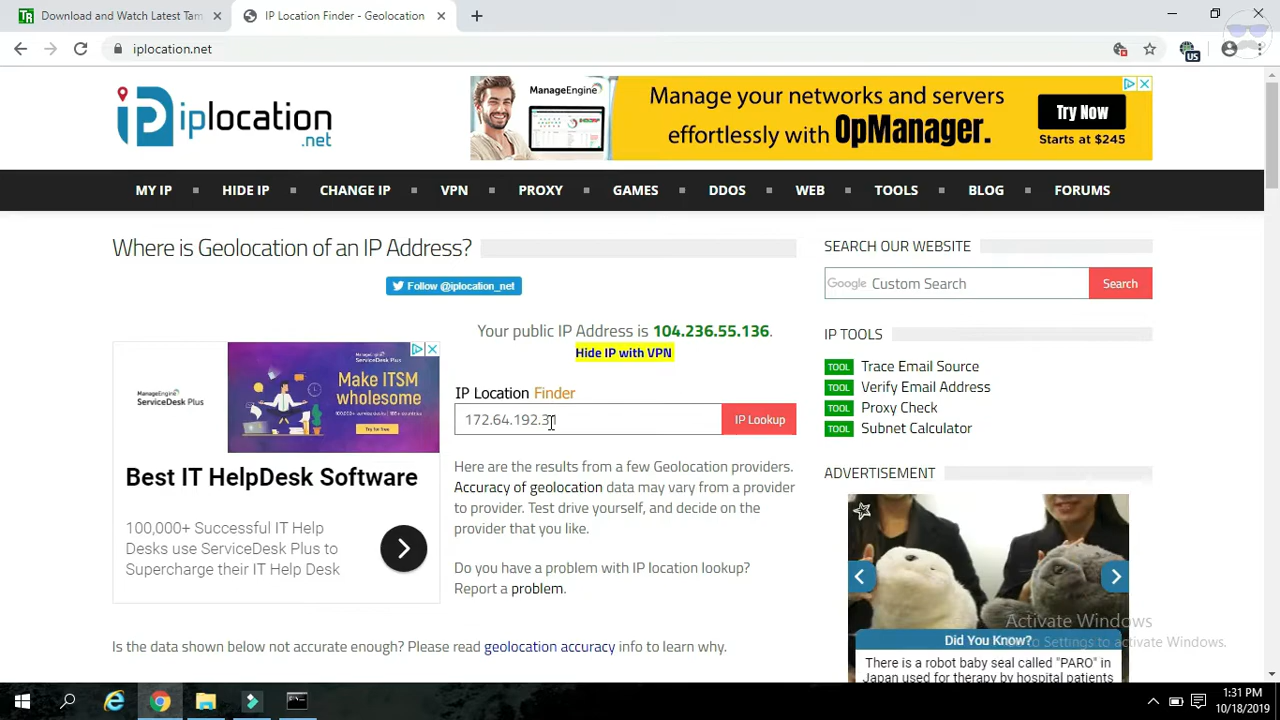 Download and Watch Latest Tam
IP Location Finder - Geolocation
iplocation.net
US
iplocation
.net
ManageEngine
Manage your networks and servers
effortlessly with OpManager.
Try Now
Starts at $245
MY IP
HIDE IP
CHANGE IP
VPN
PROXY
GAMES
DDOS
WEB
TOOLS
BLOG
FORUMS
Where is Geolocation of an IP Address?
Follow @iplocation_net
Your public IP Address is 104.236.55.136.
Hide IP with VPN
IP Location Finder
172.64.192.31
IP Lookup
Here are the results from a few Geolocation providers.
Accuracy of geolocation data may vary from a provider
to provider. Test drive yourself, and decide on the
provider that you like.
Do you have a problem with IP location lookup?
Report a problem.
ManageEngine
ServiceDesk Plus
ManageEngine
ServiceDesk Plus
Make ITSM
wholesome
Try for free
Best IT HelpDesk Software
100,000+ Successful IT Help
Desks use ServiceDesk Plus to
Supercharge their IT Help Desk
Is the data shown below not accurate enough? Please read geolocation accuracy info to learn why.
SEARCH OUR WEBSITE
Google Custom Search
Search
IP TOOLS
TOOL Trace Email Source
TOOL Verify Email Address
TOOL Proxy Check
TOOL Subnet Calculator
ADVERTISEMENT
Did You Know?
There is a robot baby seal called "PARO" in
Japan used for therapy by hospital patients
Activate Windows
Go to Settings to activate Windows.
1:31 PM
10/18/2019